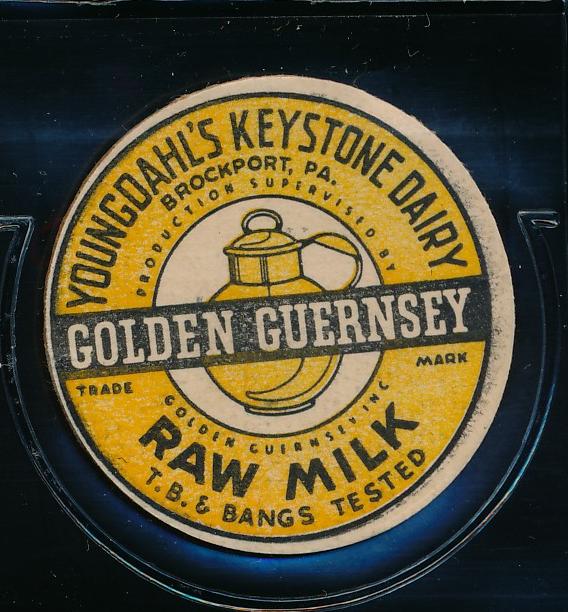 YOUNGDAHL'S KEYSTONE DAIRY
BROCKPORT, PA.
PRODUCTION SUPERVISED BY
GOLDEN GUERNSEY
TRADE MARK
GOLDEN GUERNSEY INC
RAW MILK
T.B. & BANGS TESTED